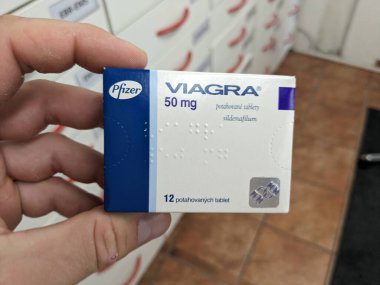 Pfizer
VIAGRA®
50 mg
potahované tablety
sildenafilum
12 potahovaných tablet